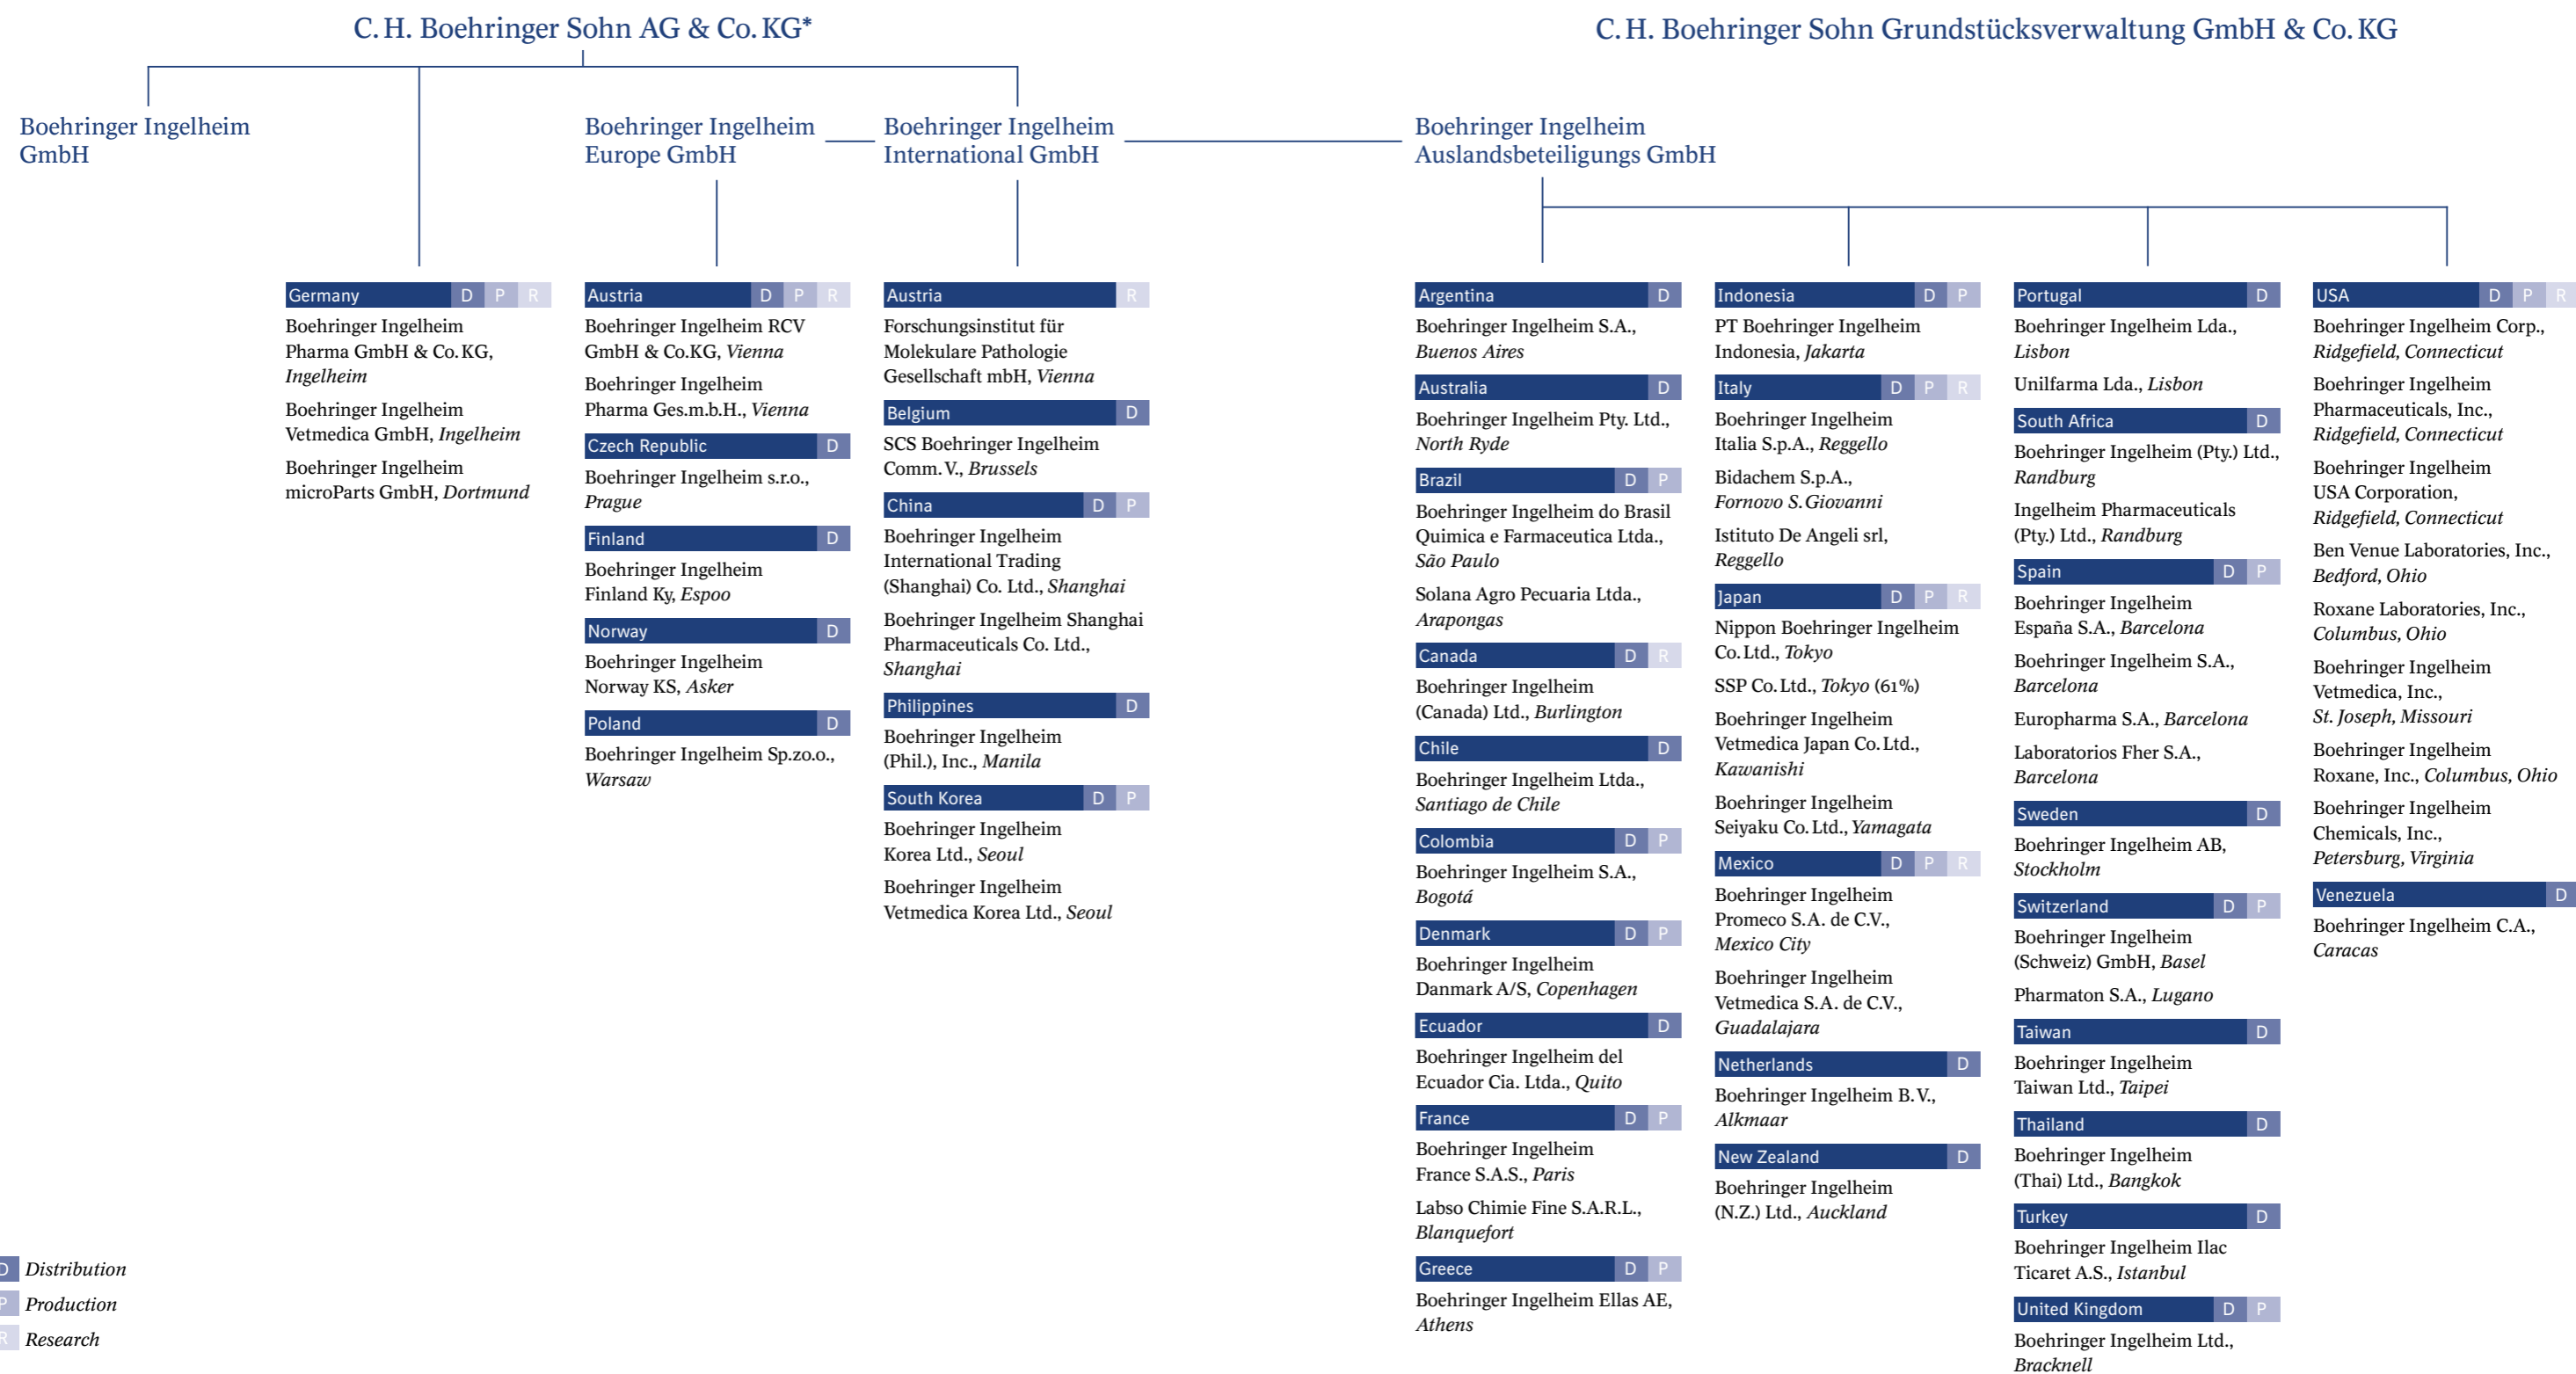 C. H. Boehringer Sohn AG & Co. KG*
C. H. Boehringer Sohn Grundstücksverwaltung GmbH & Co. KG
Boehringer Ingelheim
GmbH
Boehringer Ingelheim
Europe GmbH
Boehringer Ingelheim
International GmbH
Boehringer Ingelheim
Auslandsbeteiligungs GmbH
Germany D P R
Boehringer Ingelheim
Pharma GmbH & Co. KG,
Ingelheim
Boehringer Ingelheim
Vetmedica GmbH, Ingelheim
Boehringer Ingelheim
microParts GmbH, Dortmund
Austria D P R
Boehringer Ingelheim RCV
GmbH & Co.KG, Vienna
Boehringer Ingelheim
Pharma Ges.m.b.H., Vienna
Czech Republic D
Boehringer Ingelheim s.r.o.,
Prague
Finland D
Boehringer Ingelheim
Finland Ky, Espoo
Norway D
Boehringer Ingelheim
Norway KS, Asker
Poland D
Boehringer Ingelheim Sp.zo.o.,
Warsaw
Austria R
Forschungsinstitut für
Molekulare Pathologie
Gesellschaft mbH, Vienna
Belgium D
SCS Boehringer Ingelheim
Comm. V., Brussels
China D P
Boehringer Ingelheim
International Trading
(Shanghai) Co. Ltd., Shanghai
Boehringer Ingelheim Shanghai
Pharmaceuticals Co. Ltd.,
Shanghai
Philippines D
Boehringer Ingelheim
(Phil.), Inc., Manila
South Korea D P
Boehringer Ingelheim
Korea Ltd., Seoul
Boehringer Ingelheim
Vetmedica Korea Ltd., Seoul
Argentina D
Boehringer Ingelheim S.A.,
Buenos Aires
Australia D
Boehringer Ingelheim Pty. Ltd.,
North Ryde
Brazil D P
Boehringer Ingelheim do Brasil
Quimica e Farmaceutica Ltda.,
São Paulo
Solana Agro Pecuaria Ltda.,
Arapongas
Canada D R
Boehringer Ingelheim
(Canada) Ltd., Burlington
Chile D
Boehringer Ingelheim Ltda.,
Santiago de Chile
Colombia D P
Boehringer Ingelheim S.A.,
Bogotá
Denmark D P
Boehringer Ingelheim
Danmark A/S, Copenhagen
Ecuador D
Boehringer Ingelheim del
Ecuador Cia. Ltda., Quito
France D P
Boehringer Ingelheim
France S.A.S., Paris
Labso Chimie Fine S.A.R.L.,
Blanquefort
Greece D P
Boehringer Ingelheim Ellas AE,
Athens
Indonesia D P
PT Boehringer Ingelheim
Indonesia, Jakarta
Italy D P R
Boehringer Ingelheim
Italia S.p.A., Reggello
Bidachem S.p.A.,
Fornovo S. Giovanni
Istituto De Angeli srl,
Reggello
Japan D P R
Nippon Boehringer Ingelheim
Co. Ltd., Tokyo
SSP Co. Ltd., Tokyo (61%)
Boehringer Ingelheim
Vetmedica Japan Co. Ltd.,
Kawanishi
Boehringer Ingelheim
Seiyaku Co. Ltd., Yamagata
Mexico D P R
Boehringer Ingelheim
Promeco S.A. de C.V.,
Mexico City
Boehringer Ingelheim
Vetmedica S.A. de C.V.,
Guadalajara
Netherlands D
Boehringer Ingelheim B.V.,
Alkmaar
New Zealand D
Boehringer Ingelheim
(N.Z.) Ltd., Auckland
Portugal D
Boehringer Ingelheim Lda.,
Lisbon
Unilfarma Lda., Lisbon
South Africa D
Boehringer Ingelheim (Pty.) Ltd.,
Randburg
Ingelheim Pharmaceuticals
(Pty.) Ltd., Randburg
Spain D P
Boehringer Ingelheim
España S.A., Barcelona
Boehringer Ingelheim S.A.,
Barcelona
Europharma S.A., Barcelona
Laboratorios Fher S.A.,
Barcelona
Sweden D
Boehringer Ingelheim AB,
Stockholm
Switzerland D P
Boehringer Ingelheim
(Schweiz) GmbH, Basel
Pharmaton S.A., Lugano
Taiwan D
Boehringer Ingelheim
Taiwan Ltd., Taipei
Thailand D
Boehringer Ingelheim
(Thai) Ltd., Bangkok
Turkey D
Boehringer Ingelheim Ilac
Ticaret A.S., Istanbul
United Kingdom D P
Boehringer Ingelheim Ltd.,
Bracknell
USA D P R
Boehringer Ingelheim Corp.,
Ridgefield, Connecticut
Boehringer Ingelheim
Pharmaceuticals, Inc.,
Ridgefield, Connecticut
Boehringer Ingelheim
USA Corporation,
Ridgefield, Connecticut
Ben Venue Laboratories, Inc.,
Bedford, Ohio
Roxane Laboratories, Inc.,
Columbus, Ohio
Boehringer Ingelheim
Vetmedica, Inc.,
St. Joseph, Missouri
Boehringer Ingelheim
Roxane, Inc., Columbus, Ohio
Boehringer Ingelheim
Chemicals, Inc.,
Petersburg, Virginia
Venezuela D
Boehringer Ingelheim C.A.,
Caracas
D Distribution
P Production
R Research